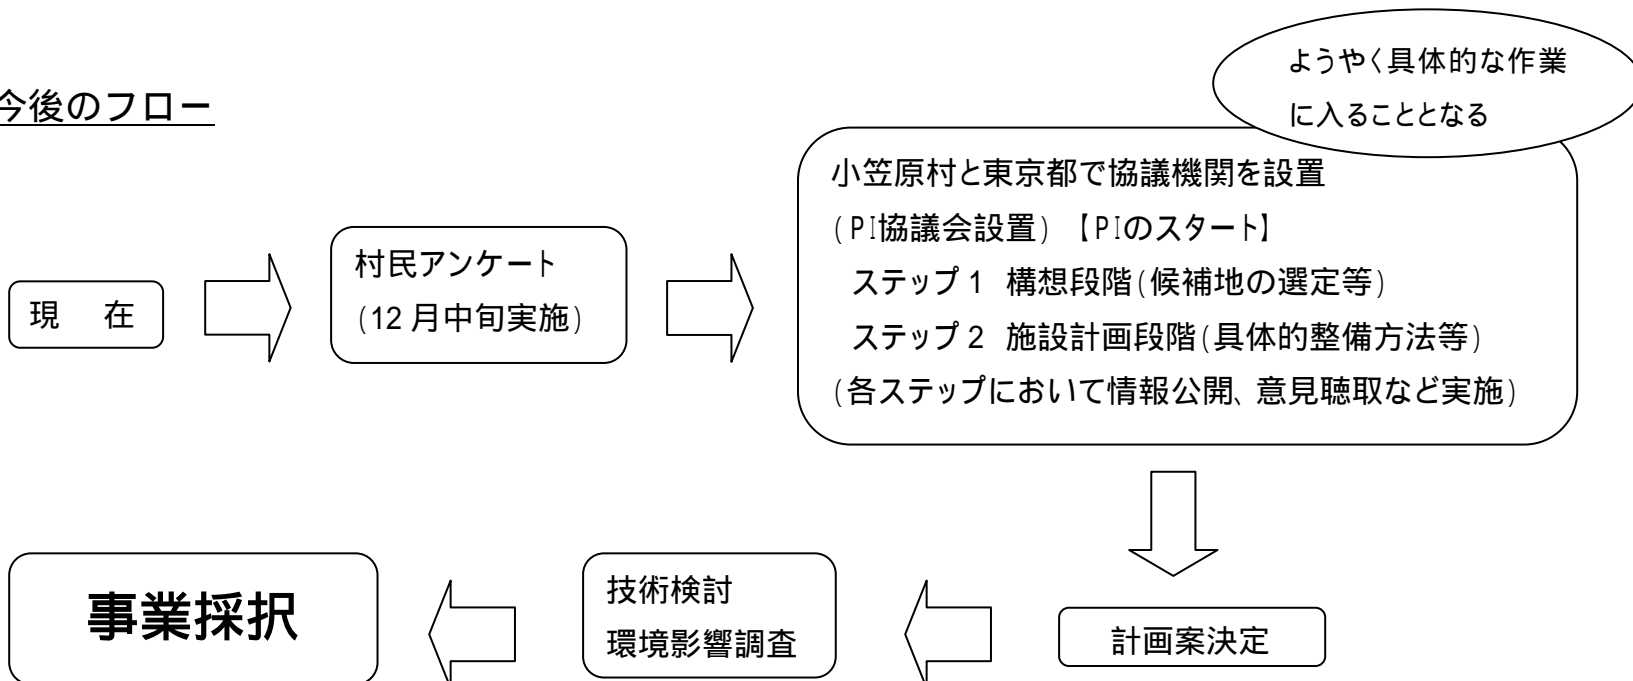 今後のフロー
ようやく具体的な作業
に入ることとなる
現　在
村民アンケート
(12月中旬実施)
小笠原村と東京都で協議機関を設置
(PI協議会設置)【PIのスタート】
ステップ1 構想段階(候補地の選定等)
ステップ2 施設計画段階(具体的整備方法等)
(各ステップにおいて情報公開、意見聴取など実施)
計画案決定
技術検討
環境影響調査
事業採択